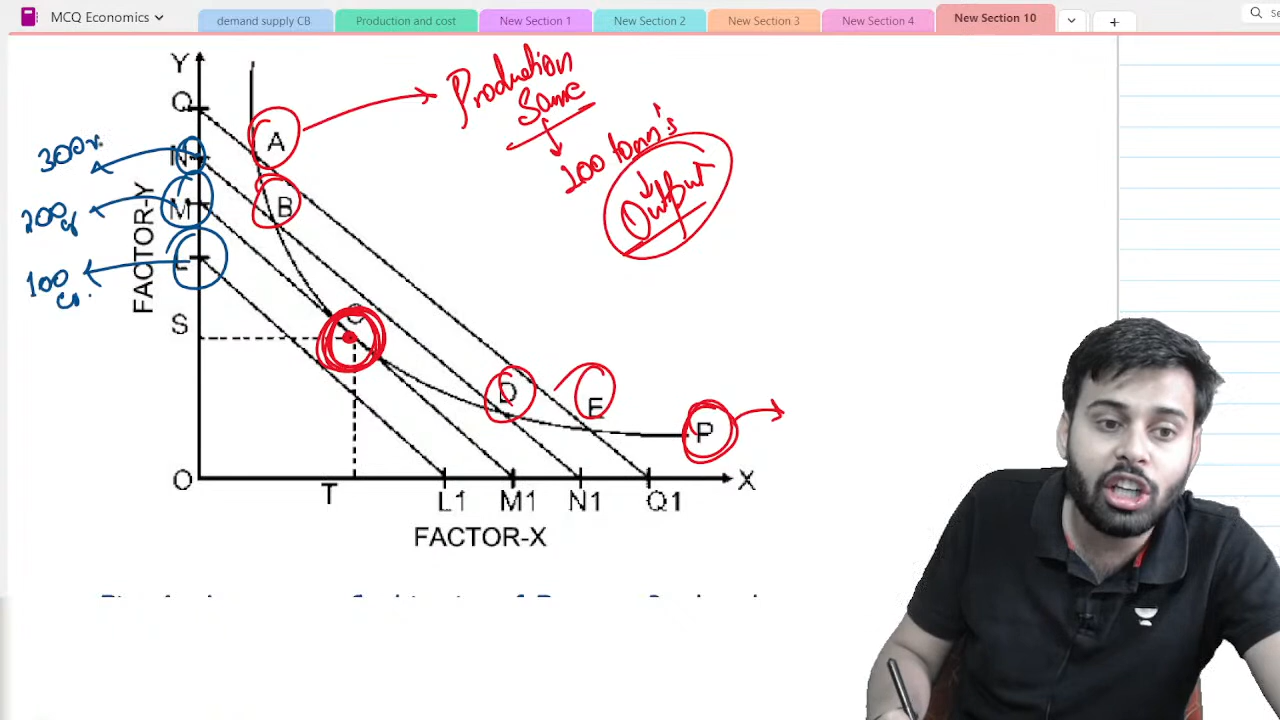 MCQ Economics
demand supply CB
Production and cost
New Section 1
New Section 2
New Section 3
New Section 4
New Section 10
Y
Q
N
M
L
S
O
FACTOR-Y
300
200
100
A
B
C
D
E
P
Production
Same
100 tonn's
Output
T
L1
M1
N1
Q1
X
FACTOR-X